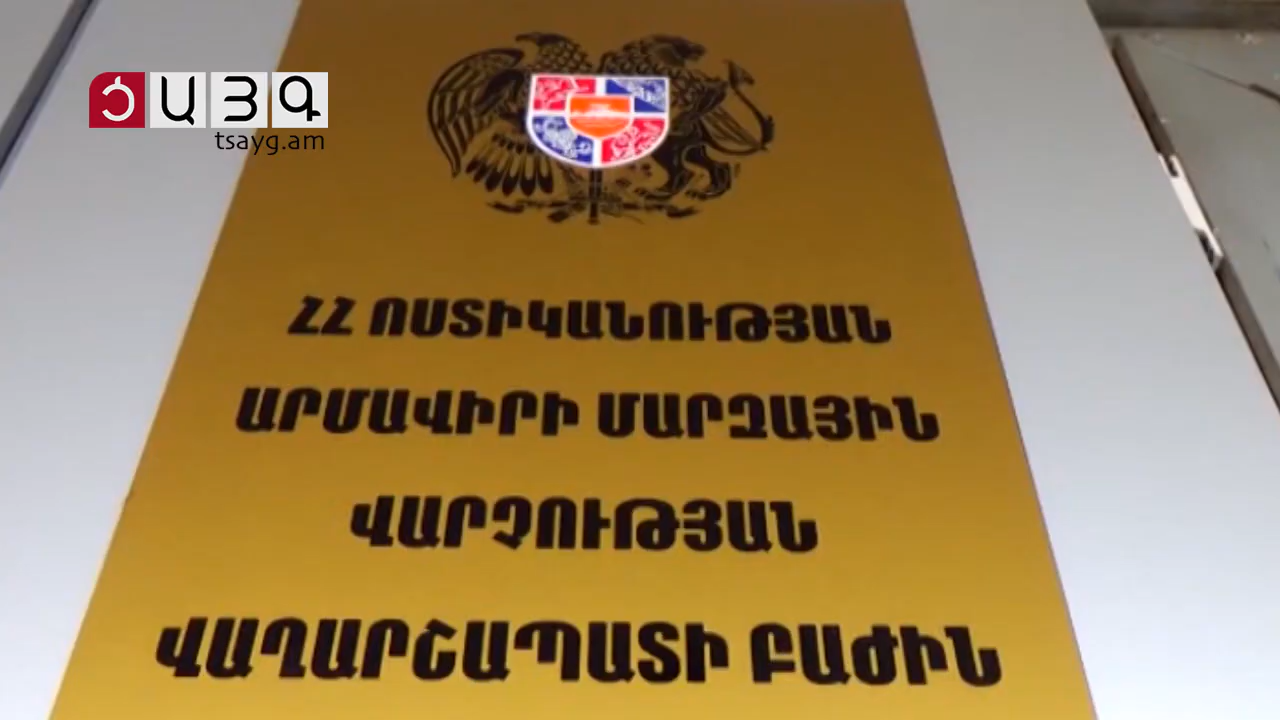 ՀՀ ՈՍՏԻԿԱՆՈՒԹՅԱՆ
ԱՐՄԱՎԻՐԻ ՄԱՐԶԱՅԻՆ
ՎԱՐՉՈՒԹՅԱՆ
ՎԱՂԱՐՇԱՊԱՏԻ ԲԱԺԻՆ
ԾԱՅԳ
tsayg.am